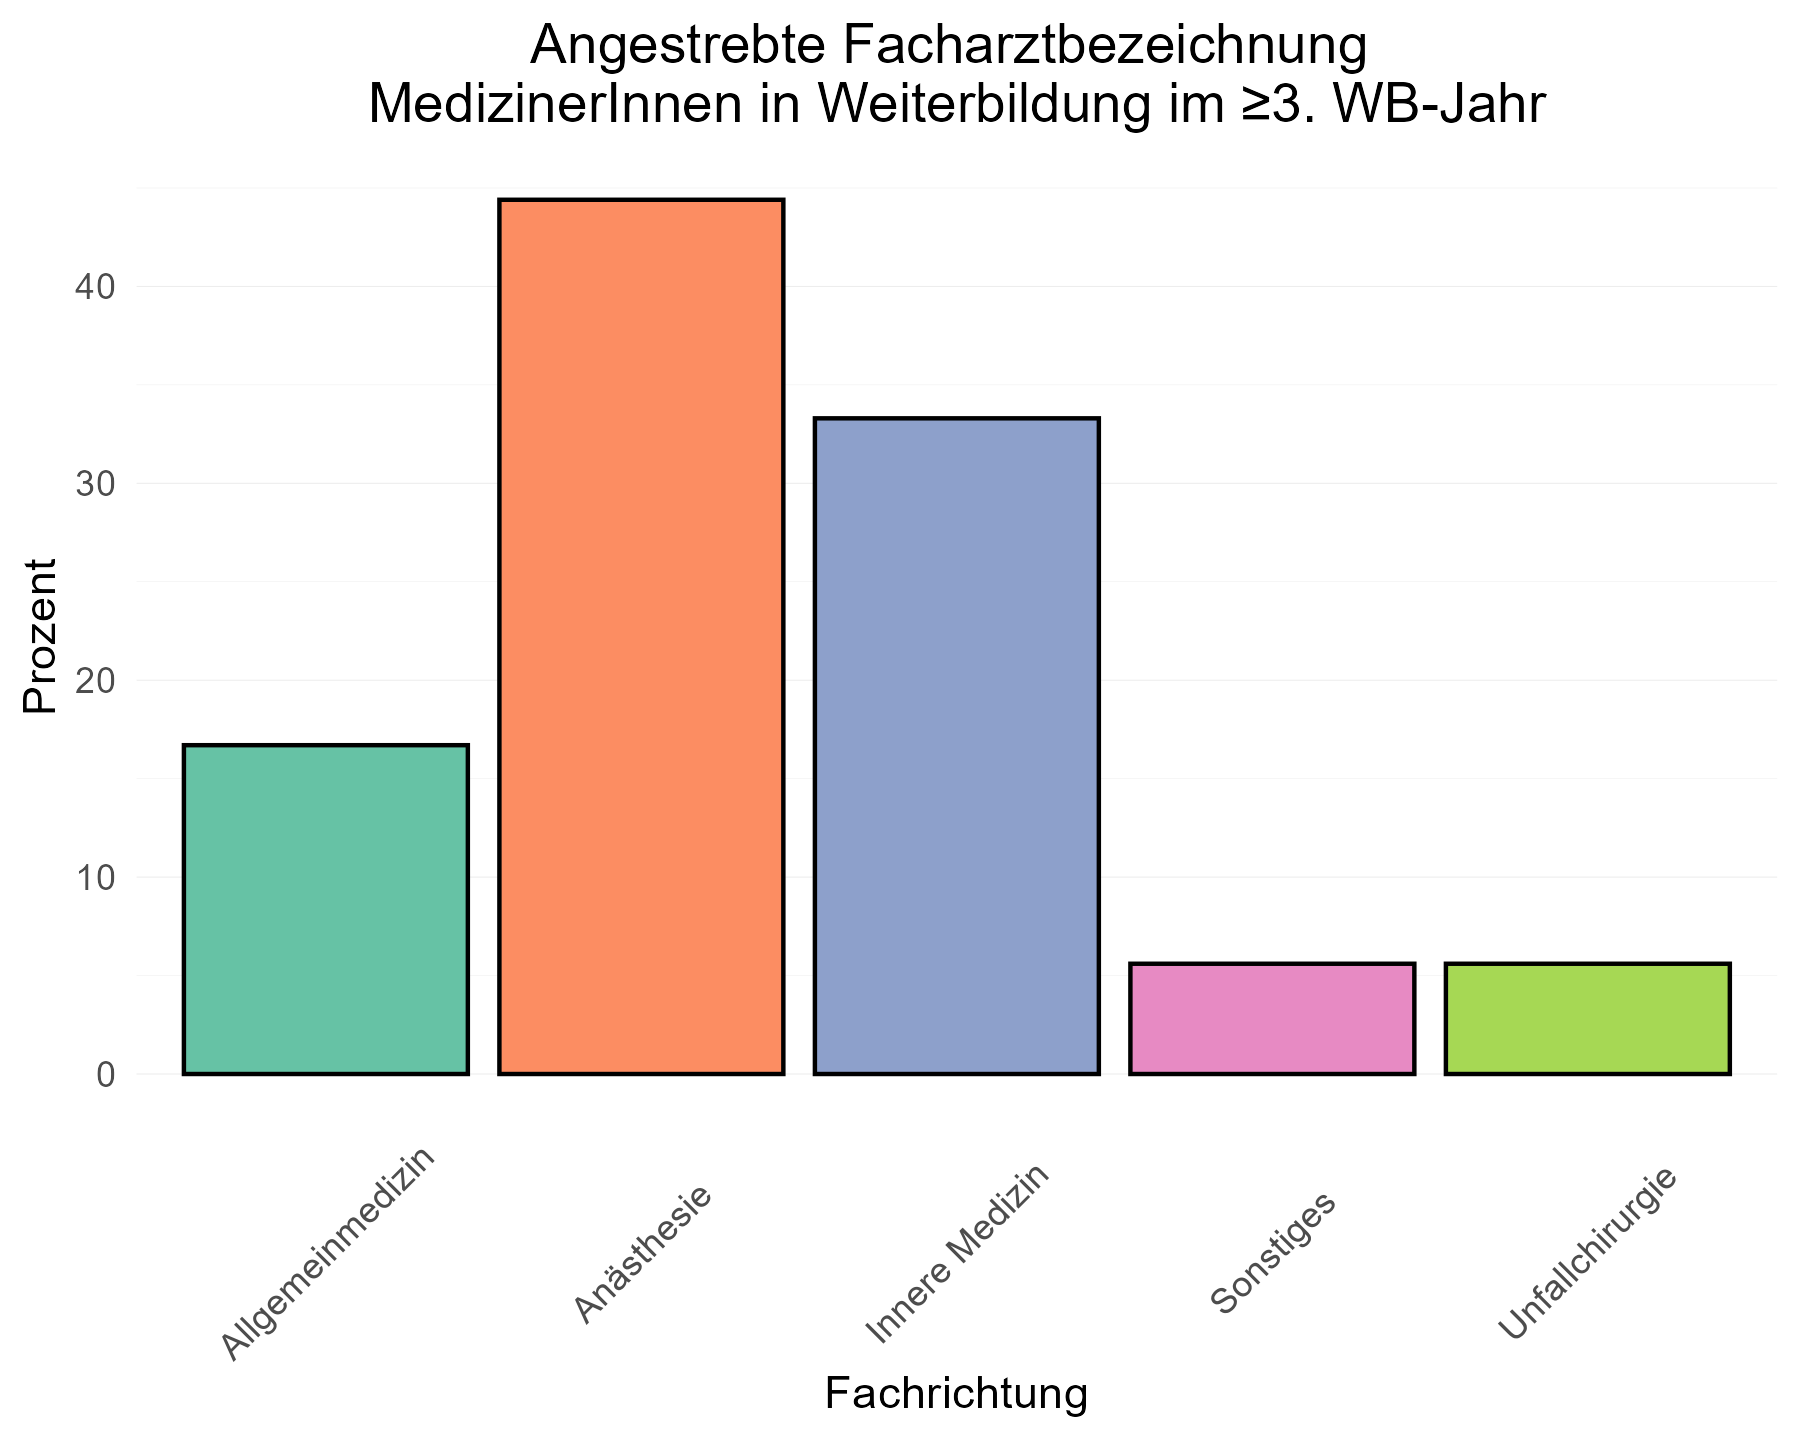 Angestrebte Facharztbezeichnung
MedizinerInnen in Weiterbildung im ≥3. WB-Jahr
Prozent
40
30
20
10
0
Allgemeinmedizin
Anästhesie
Innere Medizin
Sonstiges
Unfallchirurgie
Fachrichtung